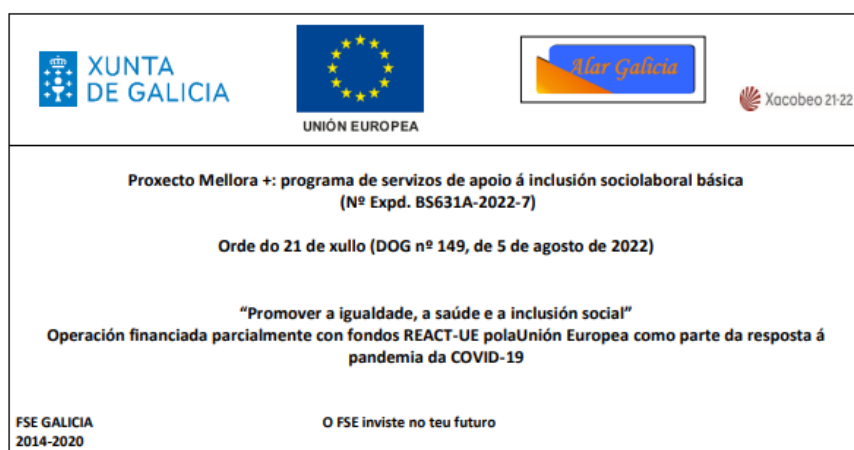 XUNTA
DE GALICIA
UNIÓN EUROPEA
Alar Galicia
Xacobeo 21·22
Proxecto Mellora +: programa de servizos de apoio á inclusión sociolaboral básica
(Nº Expd. BS631A-2022-7)
Orde do 21 de xullo (DOG nº 149, de 5 de agosto de 2022)
“Promover a igualdade, a saúde e a inclusión social”
Operación financiada parcialmente con fondos REACT-UE polaUnión Europea como parte da resposta á
pandemia da COVID-19
FSE GALICIA
2014-2020
O FSE inviste no teu futuro